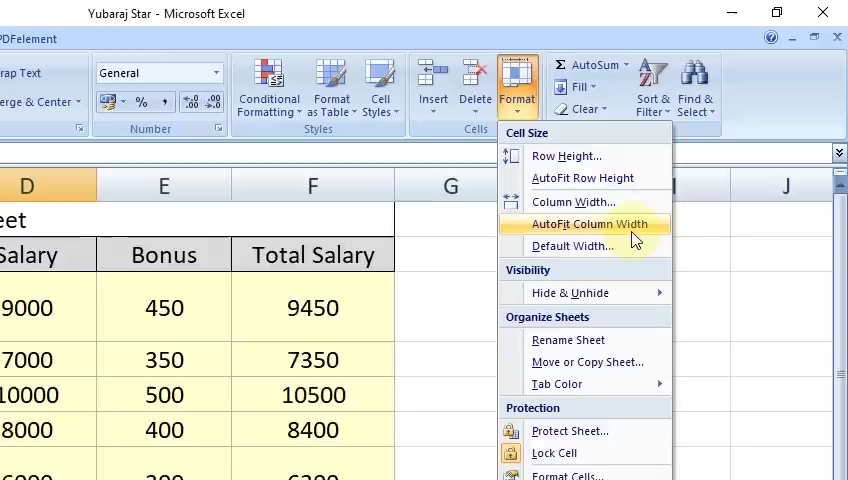 Yubaraj Star - Microsoft Excel
PDFelement
rap Text
General
erge & Center
% ,
Number
Conditional
Formatting
Format
as Table
Cell
Styles
Styles
Insert
Delete
Format
Cells
Σ AutoSum
Fill
Clear
Sort &
Filter
Find &
Select
Cell Size
Row Height...
AutoFit Row Height
Column Width...
AutoFit Column Width
Default Width...
Visibility
Hide & Unhide
Organize Sheets
Rename Sheet
Move or Copy Sheet...
Tab Color
Protection
Protect Sheet...
Lock Cell
Format Cells...
D E F G J
eet
Salary Bonus Total Salary
9000 450 9450
7000 350 7350
10000 500 10500
8000 400 8400